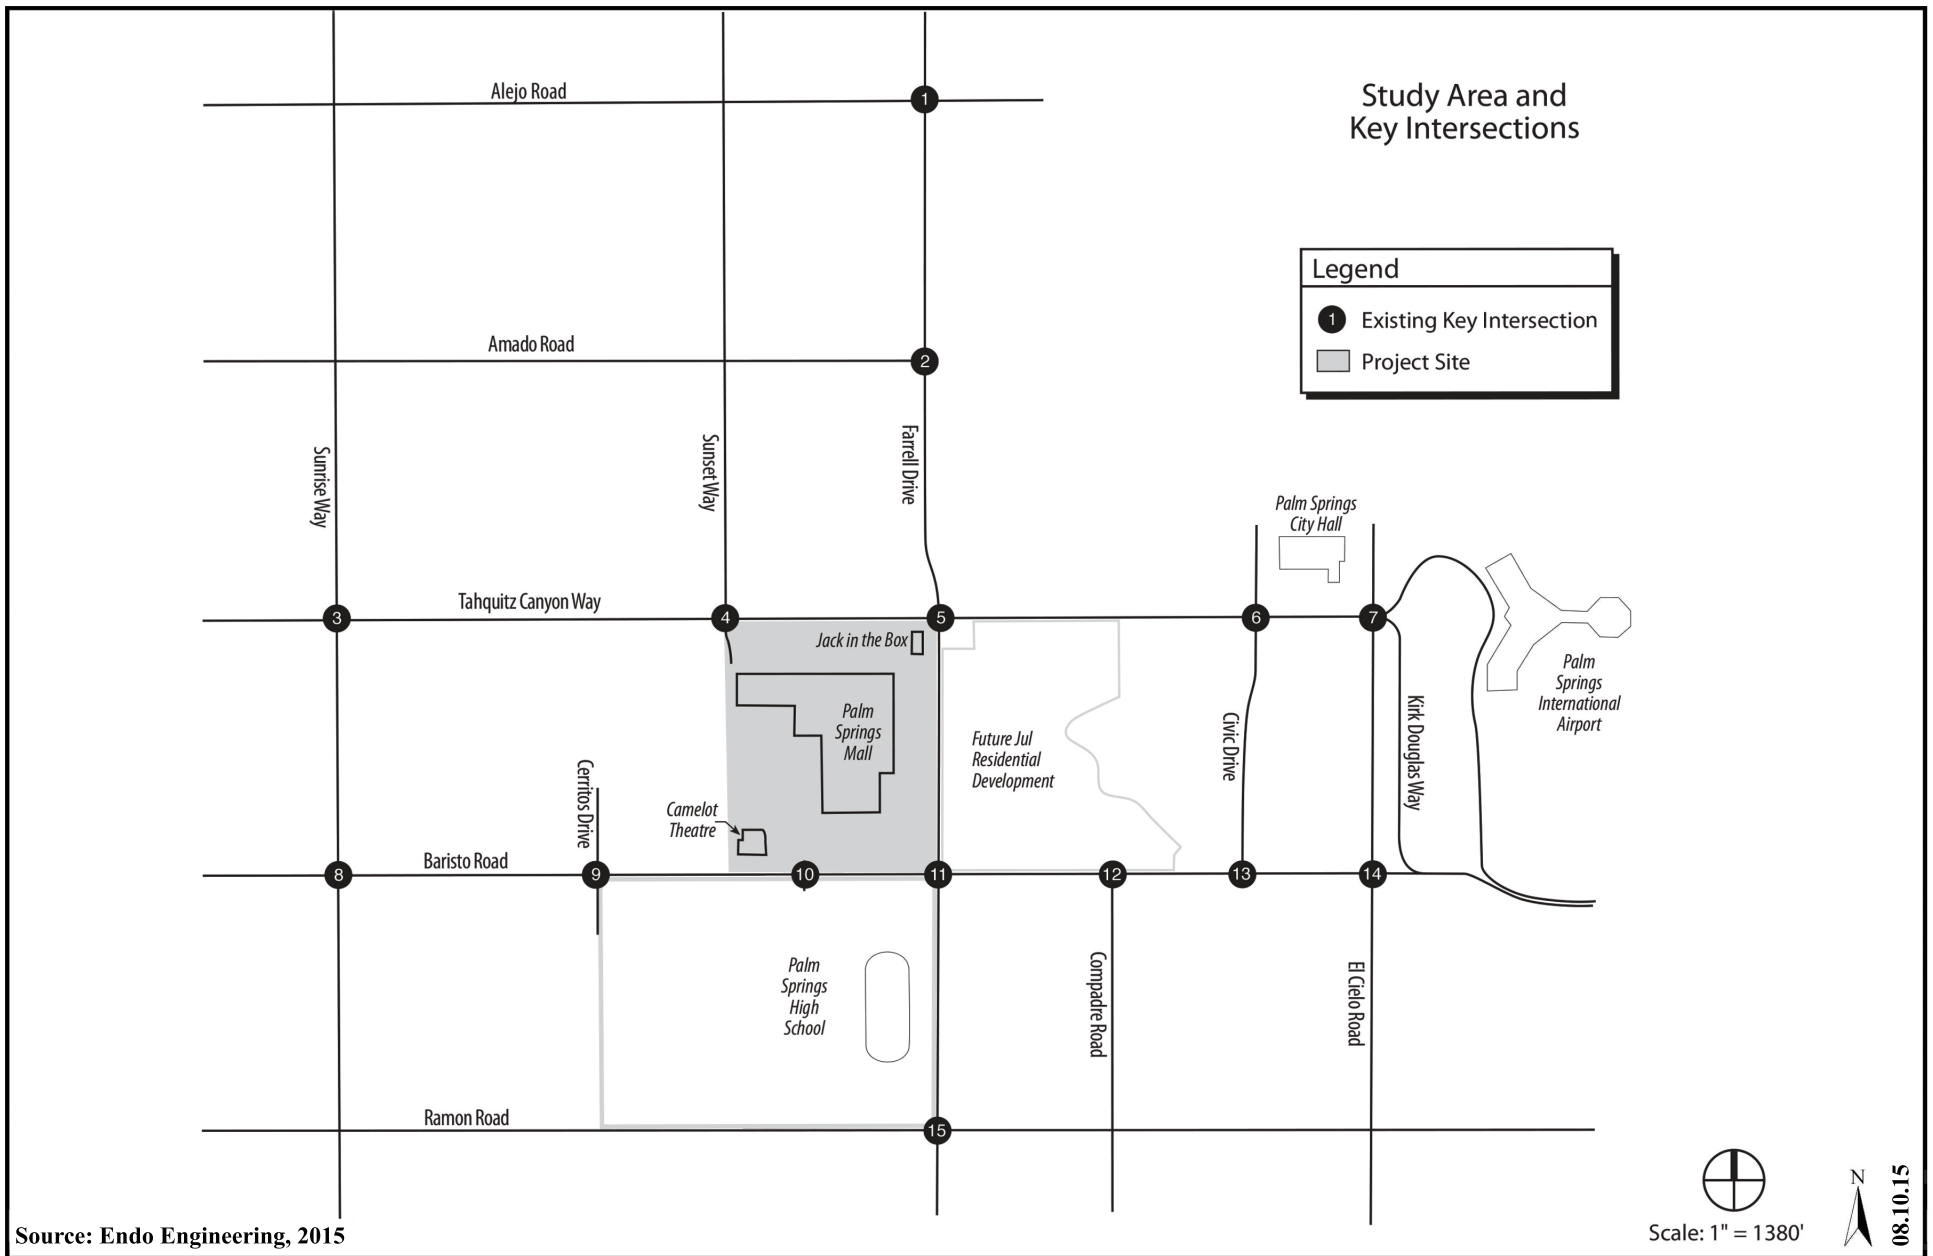 Alejo Road
1
Study Area and
Key Intersections
Legend
1 Existing Key Intersection
Project Site
Amado Road
2
Sunrise Way
Sunset Way
Farrell Drive
Palm Springs
City Hall
Tahquitz Canyon Way
3
4
5
6
7
Jack in the Box
Palm
Springs
International
Airport
Palm
Springs
Mall
Future Jul
Residential
Development
Civic Drive
Kirk Douglas Way
Cerritos Drive
Camelot
Theatre
Baristo Road
8
9
10
11
12
13
14
Palm
Springs
High
School
Compadre Road
El Cielo Road
Ramon Road
15
Source: Endo Engineering, 2015
Scale: 1" = 1380'
N
08.10.15